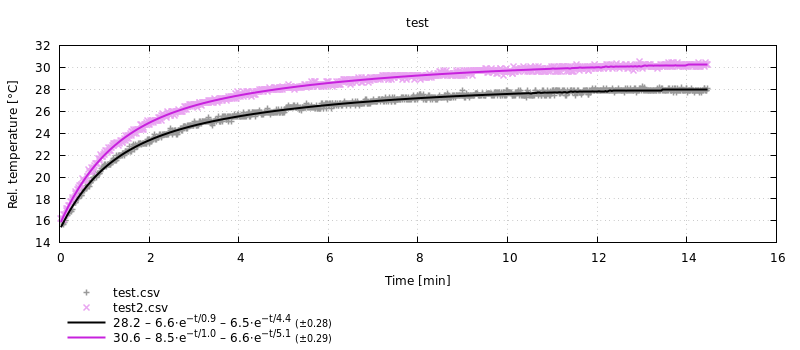 test
Rel. temperature [°C]
32
30
28
26
24
22
20
18
16
14
0 2 4 6 8 10 12 14 16
Time [min]
test.csv
test2.csv
28.2 – 6.6·e−t/0.9 – 6.5·e−t/4.4 (±0.28)
30.6 – 8.5·e−t/1.0 – 6.6·e−t/5.1 (±0.29)